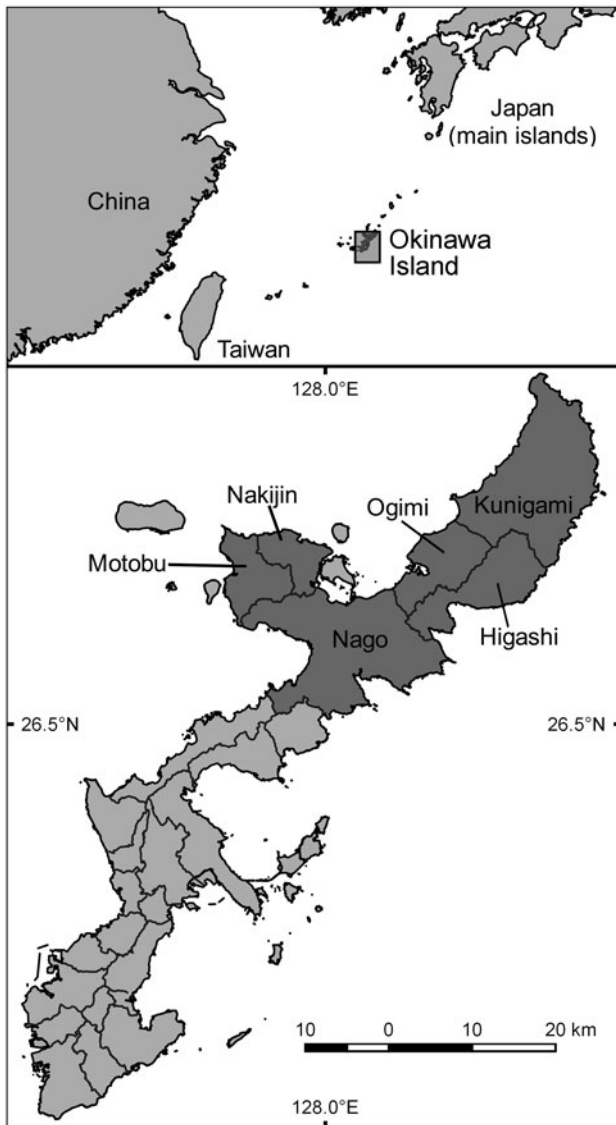 Japan
(main islands)
China
Okinawa
Island
Taiwan
128.0°E
Nakijin
Ogimi
Kunigami
Motobu
Higashi
Nago
26.5°N
26.5°N
10
0
10
20 km
128.0°E